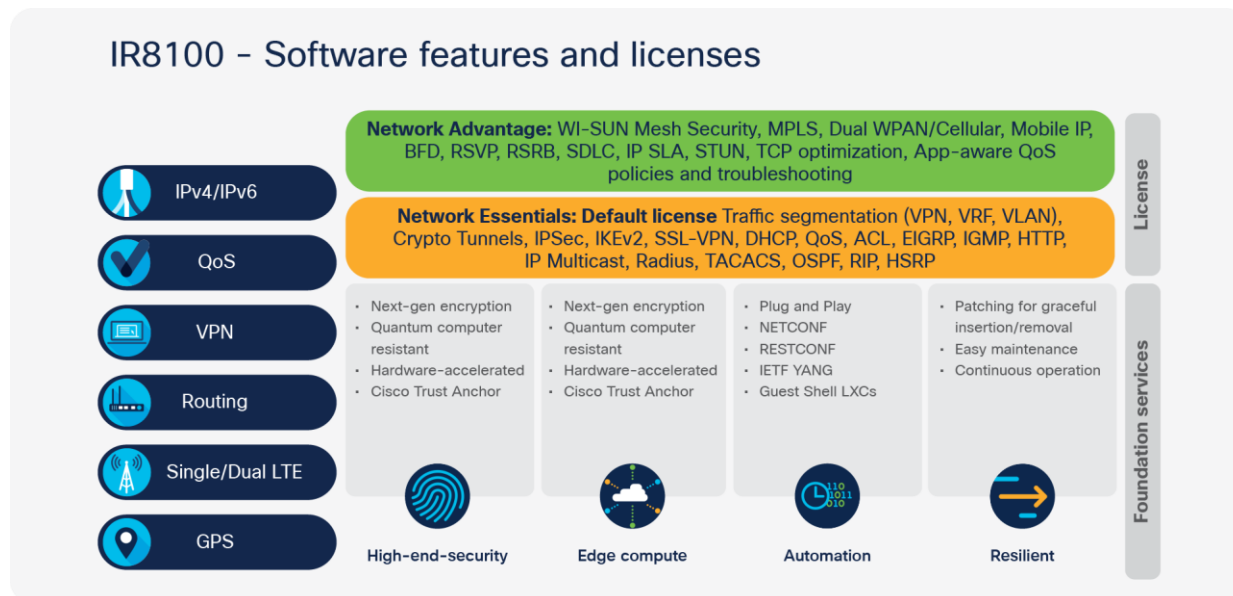 IR8100 - Software features and licenses
IPv4/IPv6
QoS
VPN
Routing
Single/Dual LTE
GPS
Network Advantage: WI-SUN Mesh Security, MPLS, Dual WPAN/Cellular, Mobile IP,
BFD, RSVP, RSRB, SDLC, IP SLA, STUN, TCP optimization, App-aware QoS
policies and troubleshooting
Network Essentials: Default license Traffic segmentation (VPN, VRF, VLAN),
Crypto Tunnels, IPSec, IKEv2, SSL-VPN, DHCP, QoS, ACL, EIGRP, IGMP, HTTP,
IP Multicast, Radius, TACACS, OSPF, RIP, HSRP
License
• Next-gen encryption
• Quantum computer
resistant
• Hardware-accelerated
• Cisco Trust Anchor
High-end-security
• Next-gen encryption
• Quantum computer
resistant
• Hardware-accelerated
• Cisco Trust Anchor
Edge compute
• Plug and Play
• NETCONF
• RESTCONF
• IETF YANG
• Guest Shell LXCs
110
1011
010
Automation
• Patching for graceful
insertion/removal
• Easy maintenance
• Continuous operation
Resilient
Foundation services